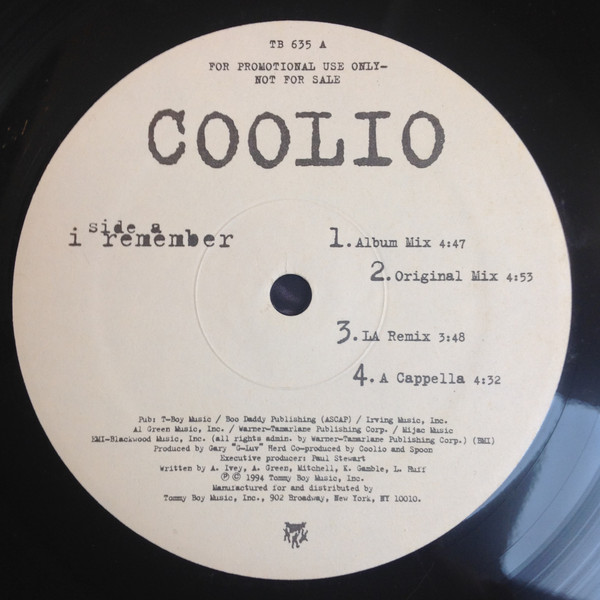 TB 635 A
FOR PROMOTIONAL USE ONLY-
NOT FOR SALE
COOLIO
side a
i remember
1. Album Mix 4:47
2. Original Mix 4:53
3. LA Remix 3:48
4. A Cappella 4:32
Pub: T-Boy Music / Boo Daddy Publishing (ASCAP) / Irving Music, Inc.
Al Green Music, Inc. / Warner-Tamarlane Publishing Corp. / Mijac Music
EMI-Blackwood Music, Inc. (all rights admin. by Warner-Tamarlane Publishing Corp.) (BMI)
Produced by Gary "G-Luv" Herd Co-produced by Coolio and Spoon
Executive producer: Paul Stewart
Written by A. Ivey, A. Green, Mitchell, K. Gamble, L. Huff
℗ © 1994 Tommy Boy Music, Inc.
Manufactured for and distributed by
Tommy Boy Music, Inc., 902 Broadway, New York, NY 10010.